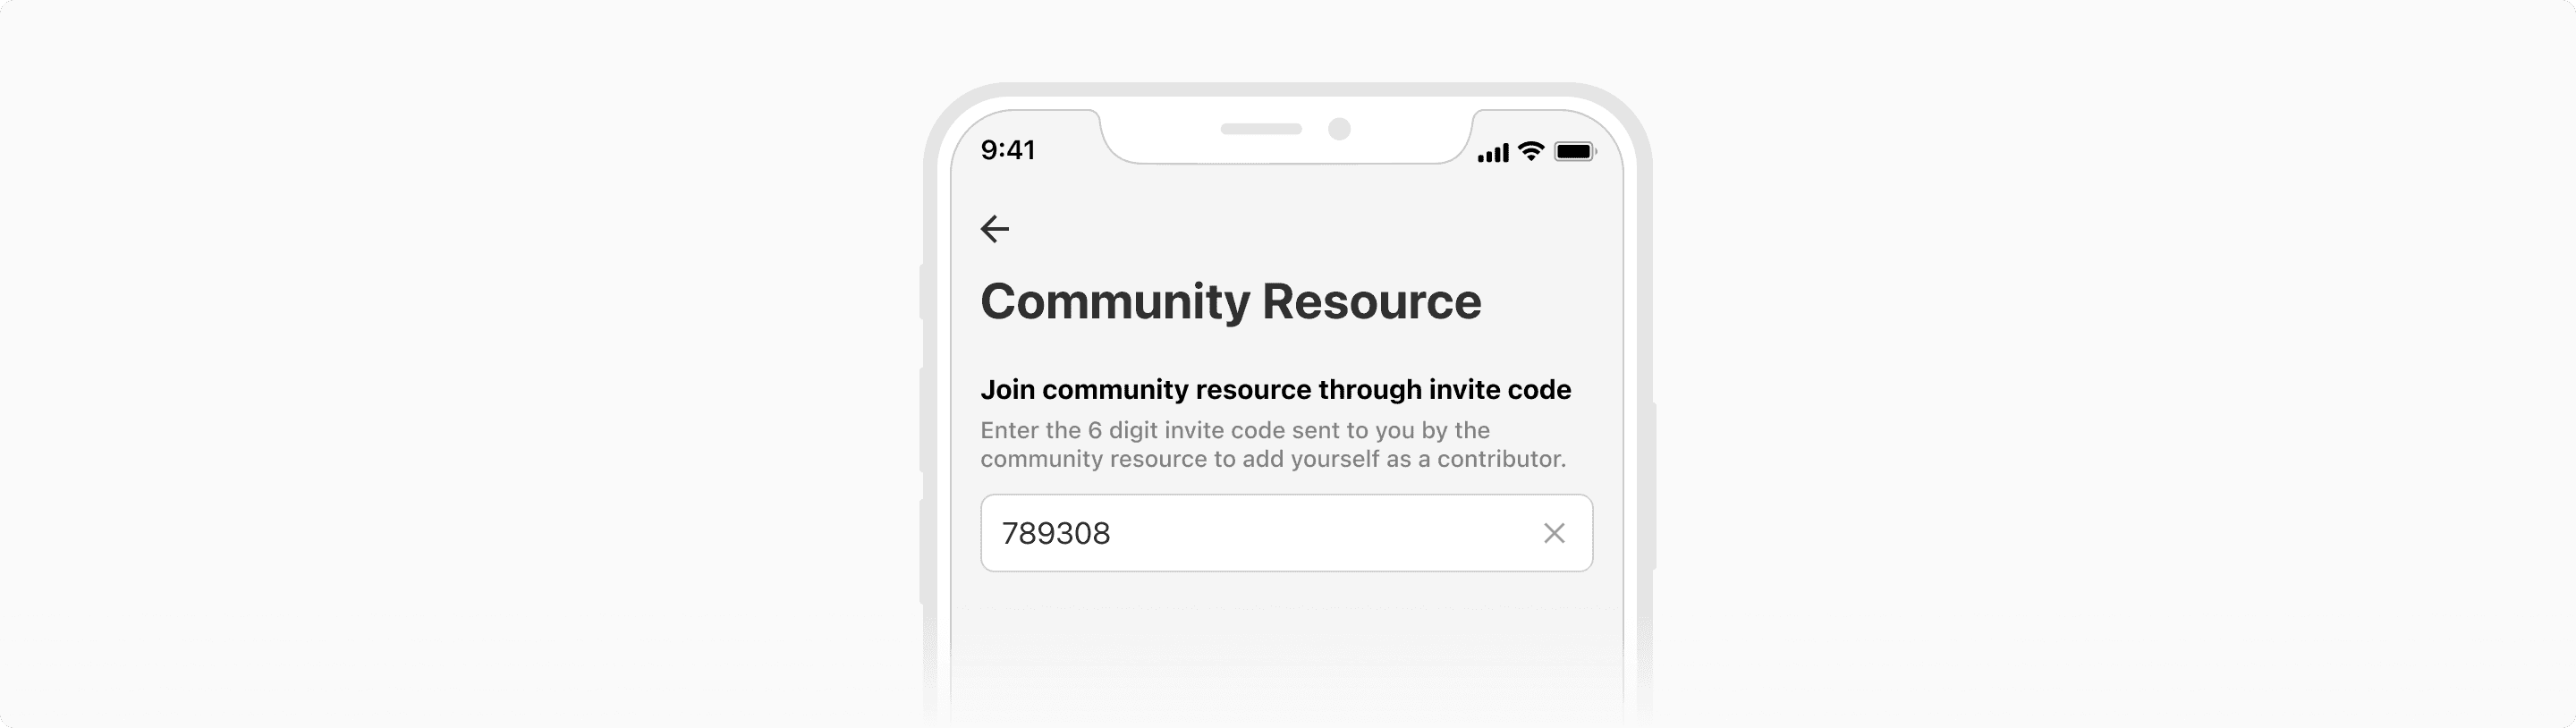 9:41
Community Resource
Join community resource through invite code
Enter the 6 digit invite code sent to you by the
community resource to add yourself as a contributor.
789308